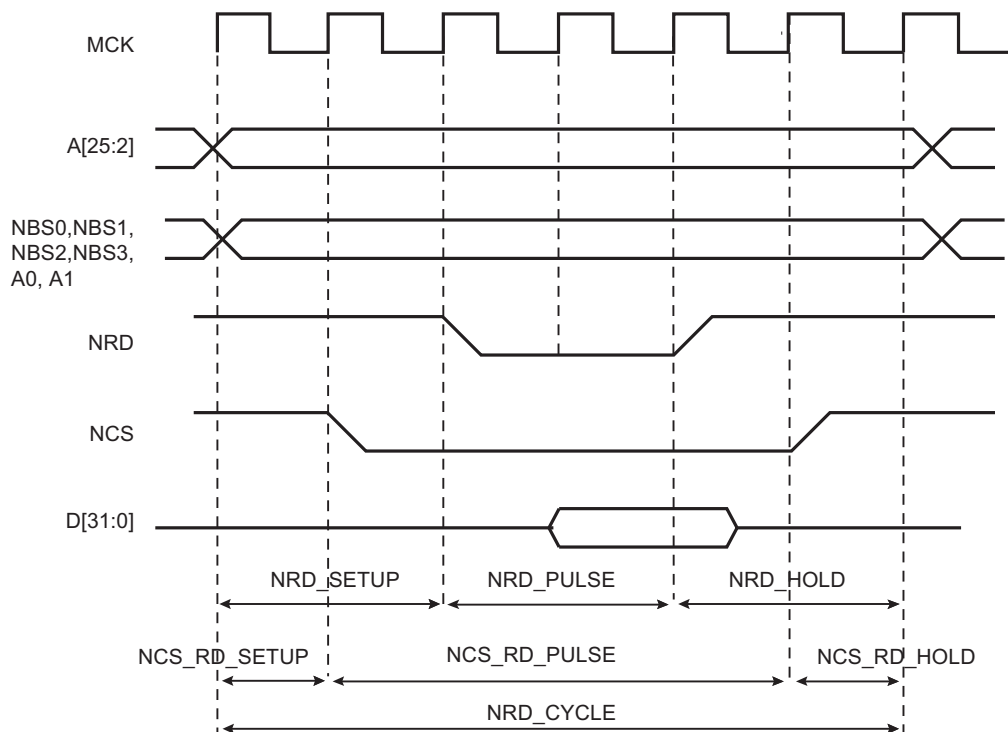 MCK
A[25:2]
NBS0,NBS1,
NBS2,NBS3,
A0, A1
NRD
NCS
D[31:0]
NRD_SETUP
NRD_PULSE
NRD_HOLD
NCS_RD_SETUP
NCS_RD_PULSE
NCS_RD_HOLD
NRD_CYCLE